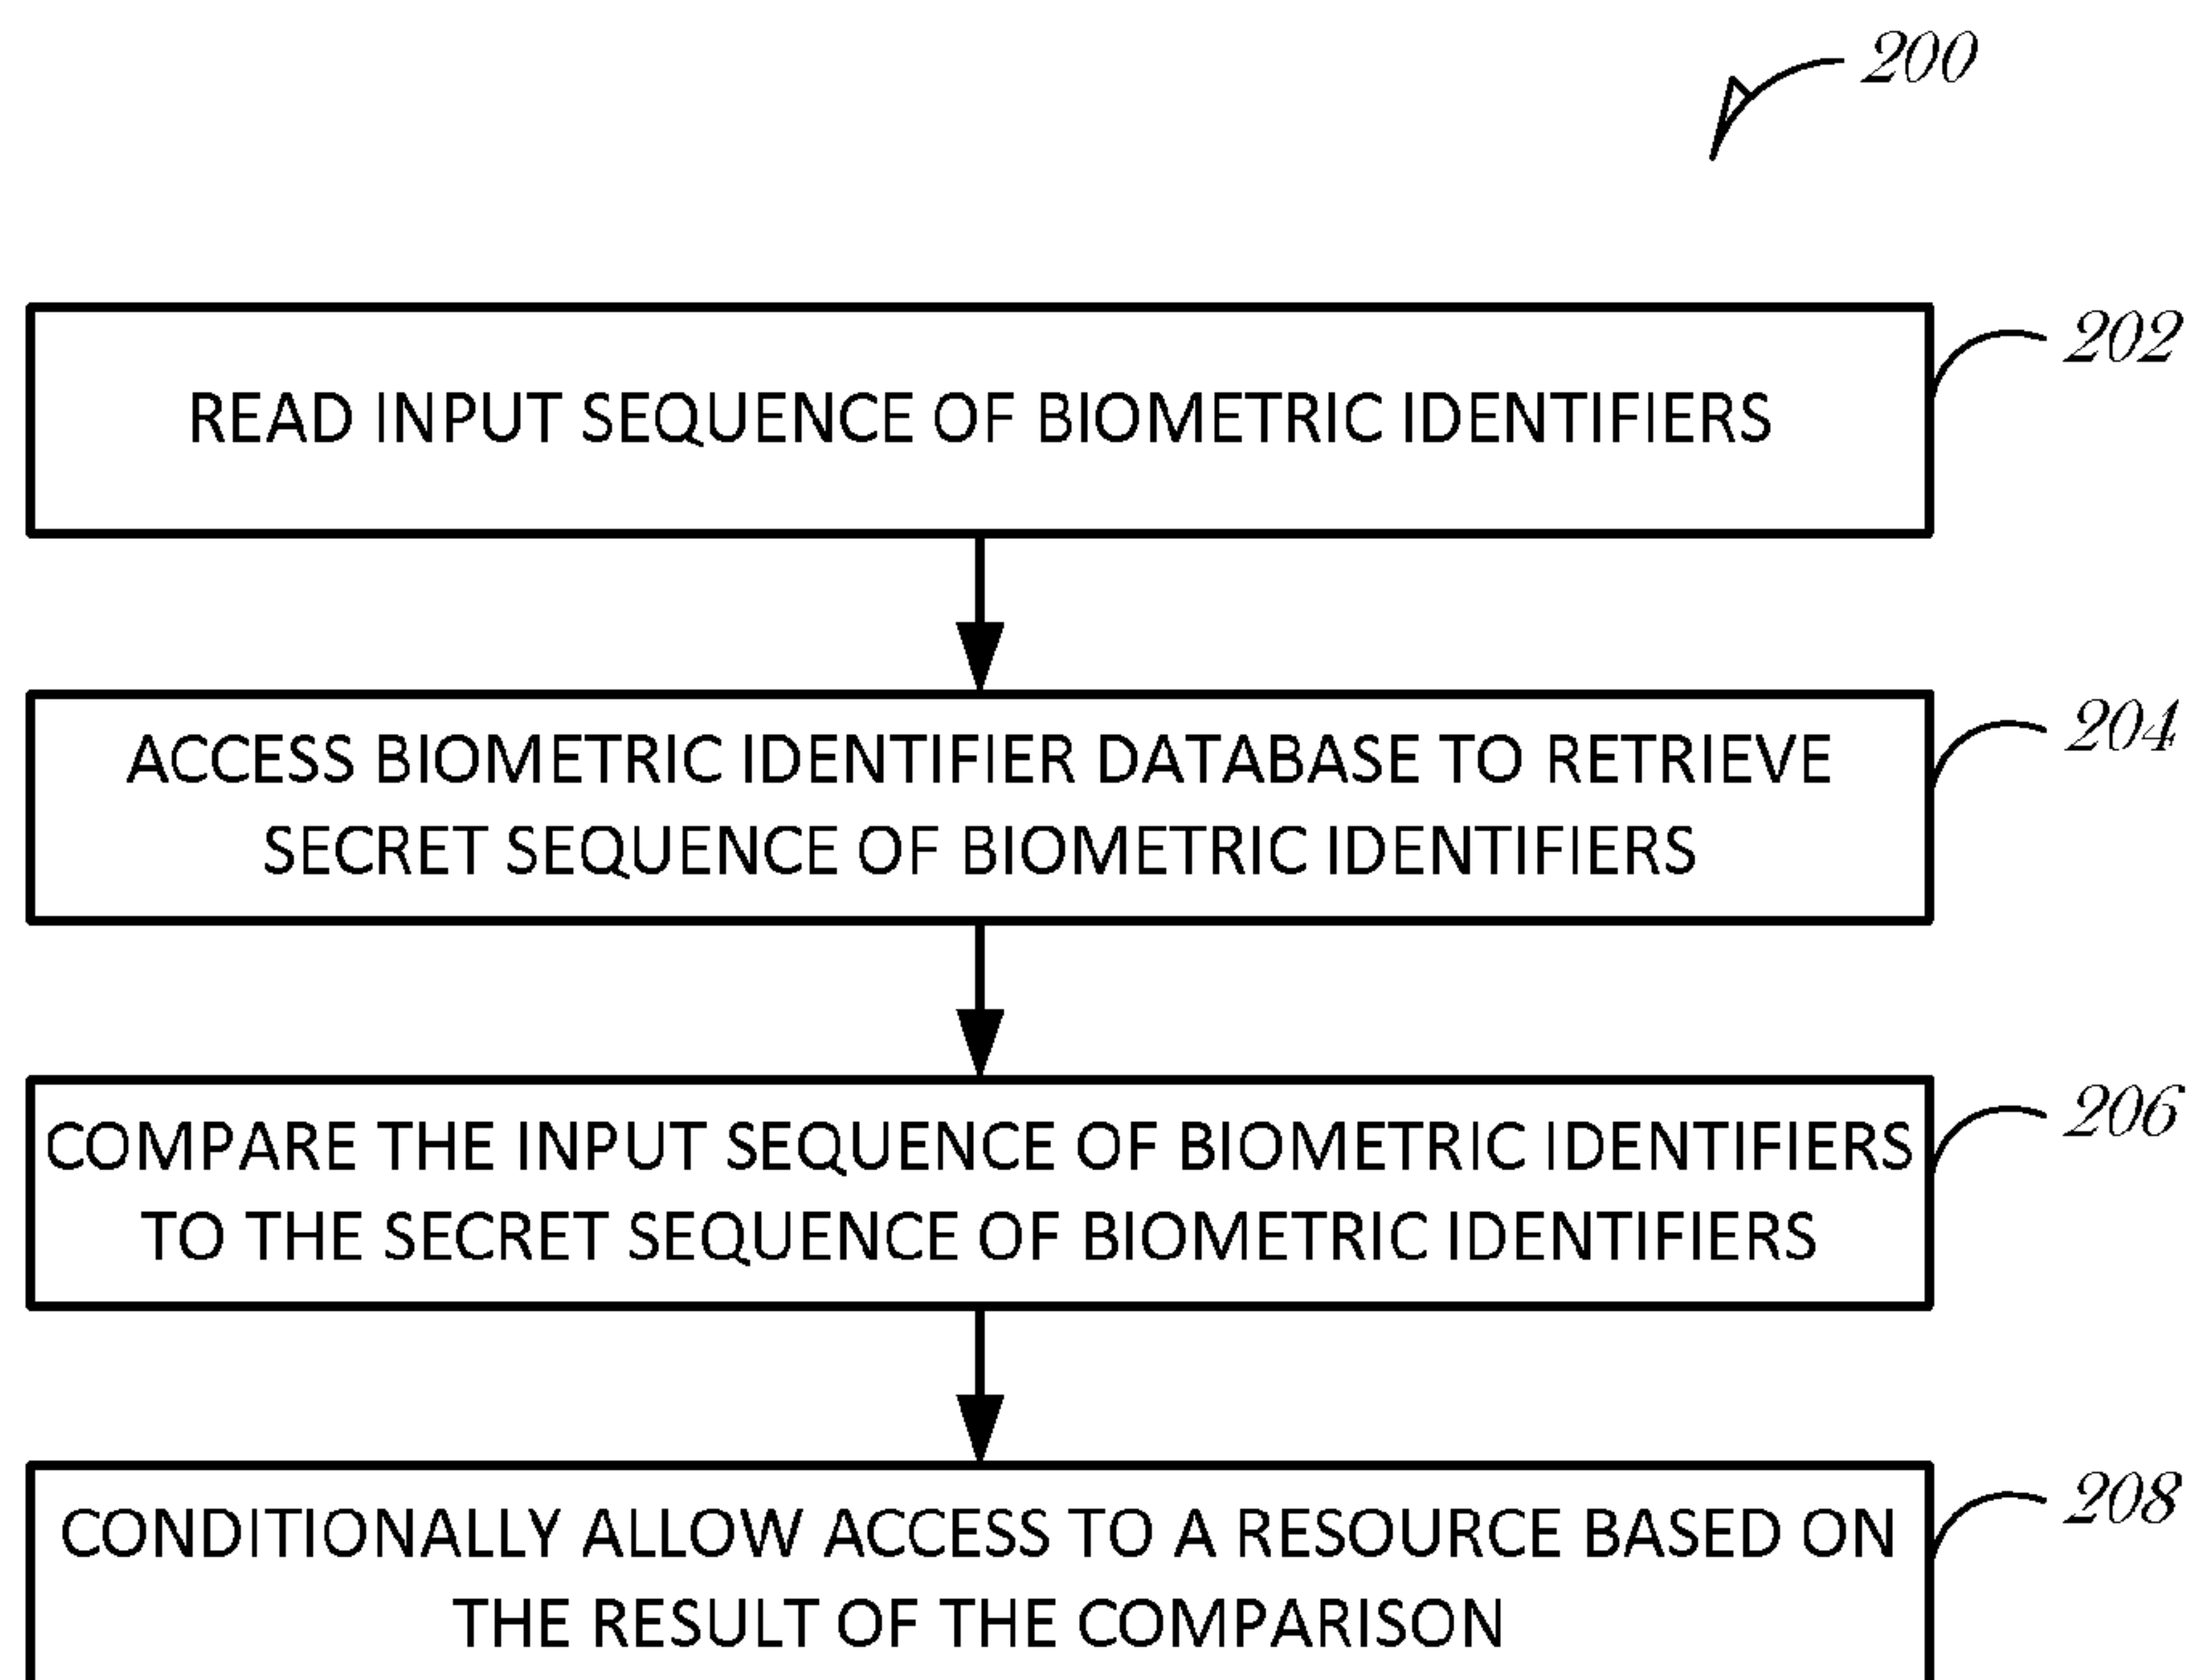 200
202
READ INPUT SEQUENCE OF BIOMETRIC IDENTIFIERS
204
ACCESS BIOMETRIC IDENTIFIER DATABASE TO RETRIEVE
SECRET SEQUENCE OF BIOMETRIC IDENTIFIERS
206
COMPARE THE INPUT SEQUENCE OF BIOMETRIC IDENTIFIERS
TO THE SECRET SEQUENCE OF BIOMETRIC IDENTIFIERS
208
CONDITIONALLY ALLOW ACCESS TO A RESOURCE BASED ON
THE RESULT OF THE COMPARISON